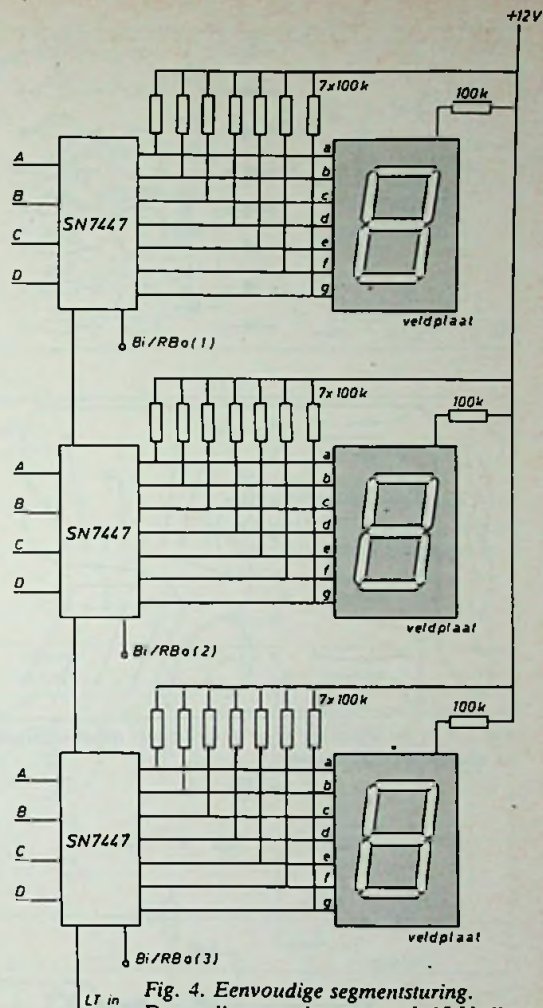 +12V
7x100k
100k
A
B
C
D
SN7447
a
b
c
d
e
f
g
veldplaat
Bi/RBo(1)
7x100k
100k
A
B
C
D
SN7447
a
b
c
d
e
f
g
veldplaat
Bi/RBo(2)
7x100k
100k
A
B
C
D
SN7447
a
b
c
d
e
f
g
veldplaat
Bi/RBo(3)
LT in
Fig. 4. Eenvoudige segmentsturing.